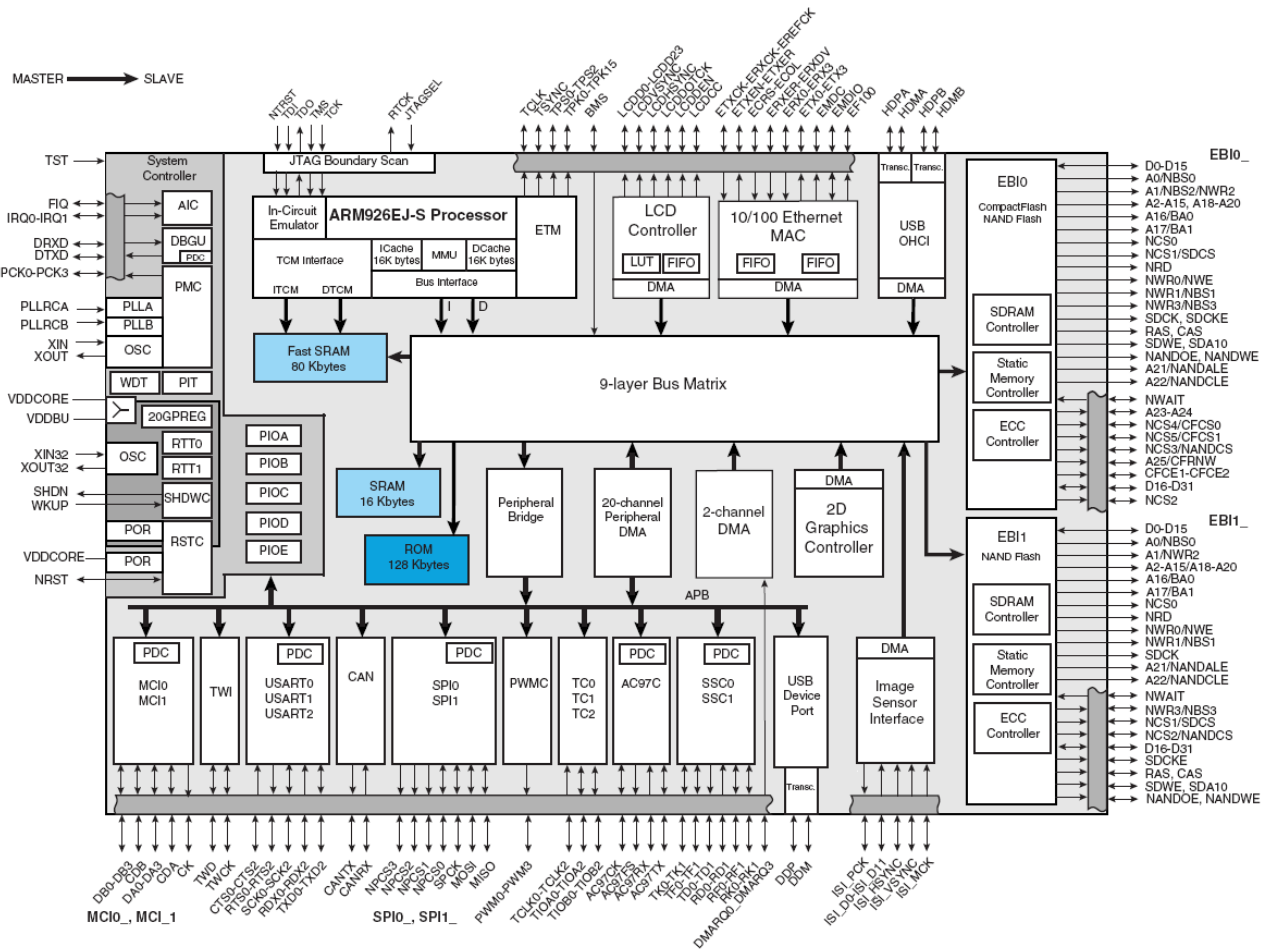 MASTER SLAVE
NTRST
TDI
TDO
TMS
TCK
RTCK
JTAGSEL
TCLK
TSYNC
TPS0-TPS2
TPK0-TPK15
BMS
LCDD0-LCDD23
LCDVSYNC
LCDHSYNC
LCDDOTCK
LCDDEN
LCDCC
ETXCK-ERXCK-EREFCK
ETXEN-ETXER
ECRS-ECOL
ERXER-ERXDV
ERX0-ERX3
ETX0-ETX3
EMDC
EMDIO
EF100
HDPA
HDMA
HDPB
HDMB
TST
System
Controller
JTAG Boundary Scan
Transc.
Transc.
EBI0_
FIQ
IRQ0-IRQ1
DRXD
DTXD
PCK0-PCK3
PLLRCA
PLLRCB
XIN
XOUT
VDDCORE
VDDBU
XIN32
XOUT32
SHDN
WKUP
VDDCORE
NRST
AIC
DBGU
PDC
PMC
PLLA
PLLB
OSC
WDT
PIT
20GPREG
OSC
RTT0
RTT1
SHDWC
POR
RSTC
POR
PIOA
PIOB
PIOC
PIOD
PIOE
In-Circuit
Emulator
ARM926EJ-S Processor
TCM Interface
ICache
16K bytes
MMU
DCache
16K bytes
Bus Interface
ITCM
DTCM
I
D
ETM
LCD
Controller
LUT
FIFO
DMA
10/100 Ethernet
MAC
FIFO
FIFO
DMA
USB
OHCI
DMA
Fast SRAM
80 Kbytes
9-layer Bus Matrix
SRAM
16 Kbytes
ROM
128 Kbytes
Peripheral
Bridge
20-channel
Peripheral
DMA
2-channel
DMA
DMA
2D
Graphics
Controller
APB
EBI0
CompactFlash
NAND Flash
SDRAM
Controller
Static
Memory
Controller
ECC
Controller
D0-D15
A0/NBS0
A1/NBS2/NWR2
A2-A15, A18-A20
A16/BA0
A17/BA1
NCS0
NCS1/SDCS
NRD
NWR0/NWE
NWR1/NBS1
NWR3/NBS3
SDCK, SDCKE
RAS, CAS
SDWE, SDA10
NANDOE, NANDWE
A21/NANDALE
A22/NANDCLE
NWAIT
A23-A24
NCS4/CFCS0
NCS5/CFCS1
NCS3/NANDCS
A25/CFRNW
CFCE1-CFCE2
D16-D31
NCS2
EBI1_
EBI1
NAND Flash
SDRAM
Controller
Static
Memory
Controller
ECC
Controller
D0-D15
A0/NBS0
A1/NWR2
A2-A15/A18-A20
A16/BA0
A17/BA1
NCS0
NRD
NWR0/NWE
NWR1/NBS1
SDCK
A21/NANDALE
A22/NANDCLE
NWAIT
NWR3/NBS3
NCS1/SDCS
NCS2/NANDCS
D16-D31
SDCKE
RAS, CAS
SDWE, SDA10
NANDOE, NANDWE
PDC
MCI0
MCI1
TWI
PDC
USART0
USART1
USART2
CAN
PDC
SPI0
SPI1
PWMC
TC0
TC1
TC2
PDC
AC97C
PDC
SSC0
SSC1
USB
Device
Port
Transc.
DMA
Image
Sensor
Interface
DB0-DB3
CDB
DA0-DA3
CDA
CK
TWD
TWCK
CTS0-CTS2
RTS0-RTS2
SCK0-SCK2
RDX0-RDX2
TXD0-TXD2
CANTX
CANRX
NPCS3
NPCS2
NPCS1
NPCS0
SPCK
MOSI
MISO
PWM0-PWM3
TCLK0-TCLK2
TIOA0-TIOA2
TIOB0-TIOB2
AC97CK
AC97FS
AC97RX
AC97TX
TK0-TK1
TF0-TF1
TD0-TD1
RD0-RD1
RF0-RF1
RK0-RK1
DMARQ0_DMARQ3
DDP
DDM
ISI_PCK
ISI_D0-ISI_D11
ISI_HSYNC
ISI_VSYNC
ISI_MCK
MCI0_, MCI_1
SPI0_, SPI1_